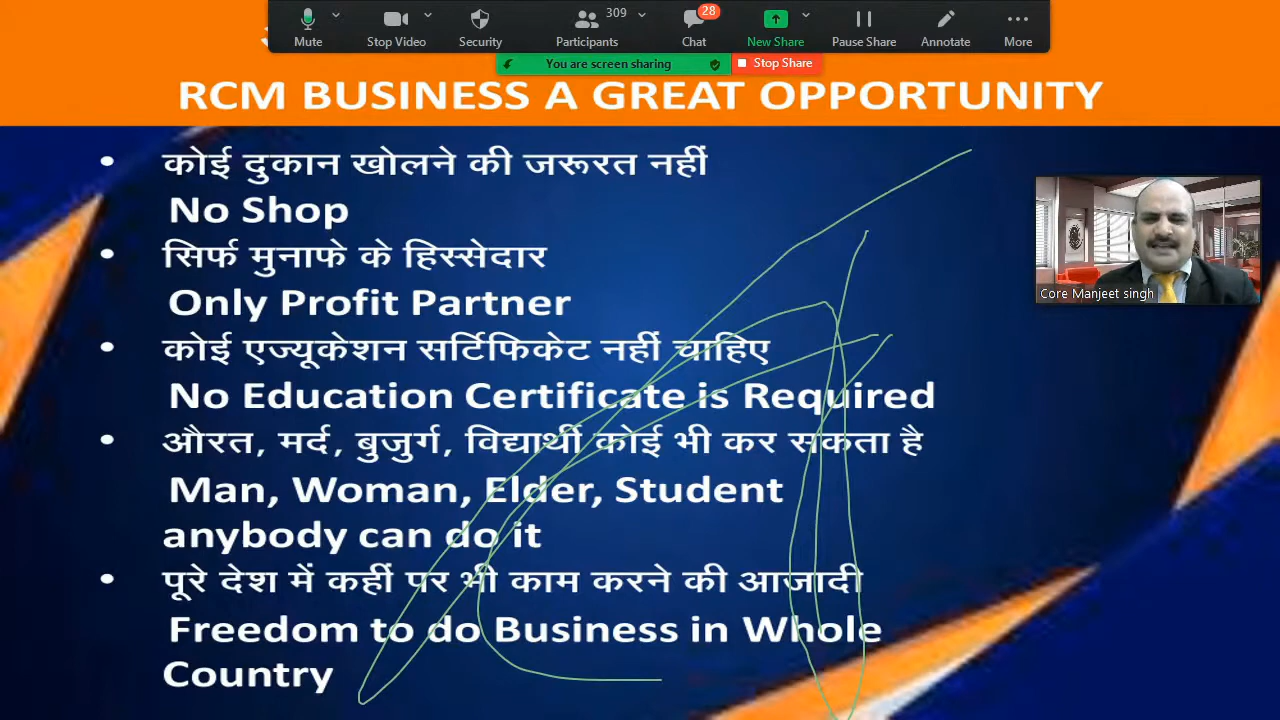 309
28
Mute
Stop Video
Security
Participants
Chat
New Share
Pause Share
Annotate
More
You are screen sharing
Stop Share
RCM BUSINESS A GREAT OPPORTUNITY
• कोई दुकान खोलने की जरूरत नहीं
No Shop
• सिर्फ मुनाफे के हिस्सेदार
Only Profit Partner
• कोई एज्यूकेशन सर्टिफिकेट नहीं चाहिए
No Education Certificate is Required
• औरत, मर्द, बुजुर्ग, विद्यार्थी कोई भी कर सकता है
Man, Woman, Elder, Student
anybody can do it
• पूरे देश में कहीं पर भी काम करने की आजादी
Freedom to do Business in Whole
Country
Core Manjeet singh